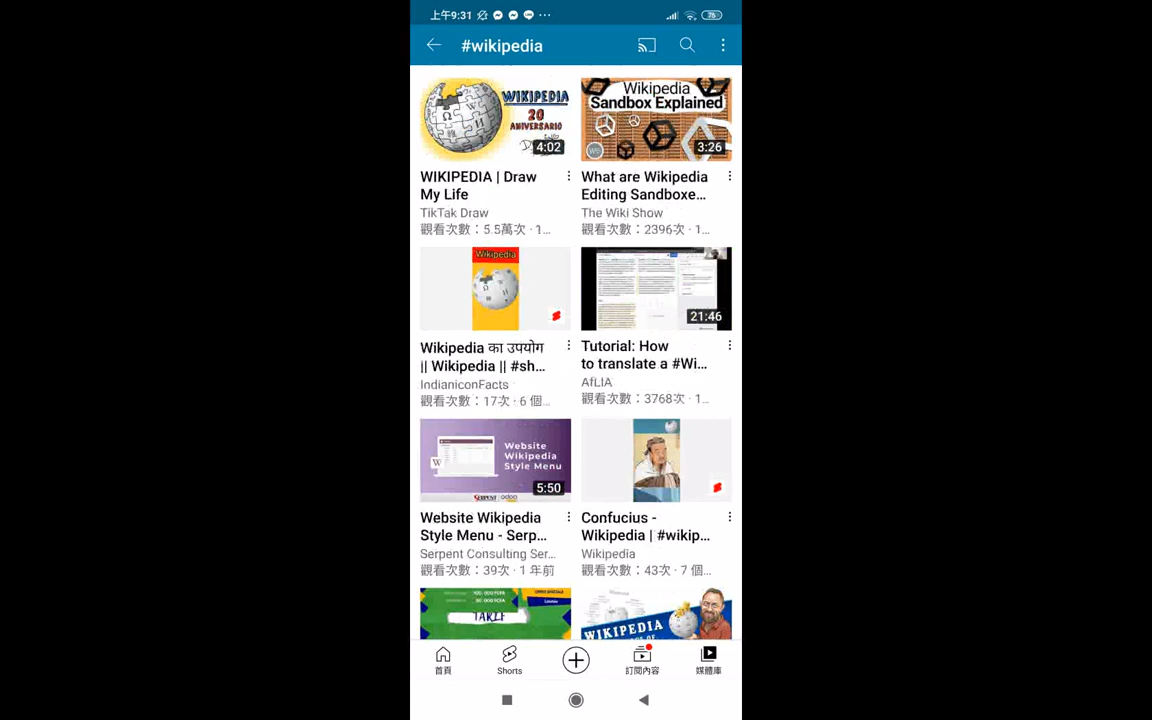 上午9:31
76
#wikipedia
WIKIPEDIA
20
ANIVERSARIO
4:02
Wikipedia
Sandbox Explained
3:26
WIKIPEDIA | Draw
My Life
TikTak Draw
觀看次數：5.5萬次 · 1...
What are Wikipedia
Editing Sandboxe...
The Wiki Show
觀看次數：2396次 · 1...
Wikipedia
21:46
Wikipedia का उपयोग
|| Wikipedia || #sh...
IndianiconFacts
觀看次數：17次 · 6 個...
Tutorial: How
to translate a #Wi...
AfLIA
觀看次數：3768次 · 1...
Website
Wikipedia
Style Menu
5:50
Website Wikipedia
Style Menu - Serp...
Serpent Consulting Ser...
觀看次數：39次 · 1 年前
Confucius -
Wikipedia | #wikip...
Wikipedia
觀看次數：43次 · 7 個...
TARIF
WIKIPEDIA
首頁
Shorts
訂閱內容
媒體庫